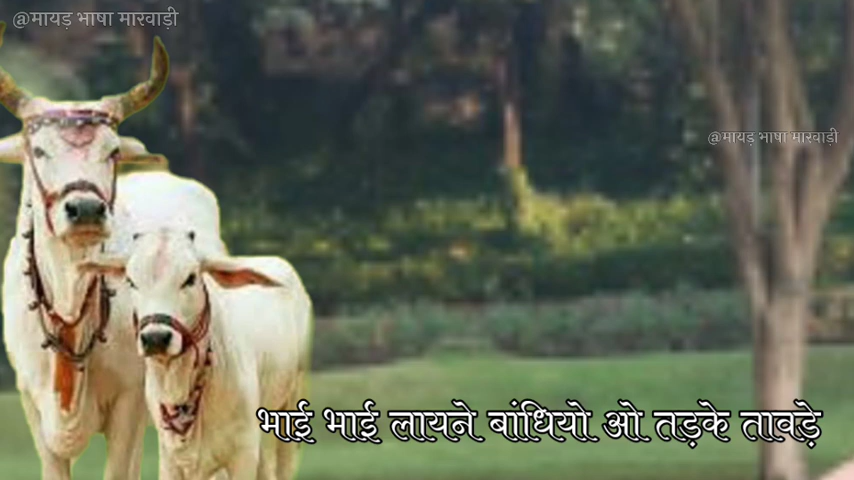 @मायड़ भाषा मारवाड़ी
@मायड़ भाषा मारवाड़ी
भाई भाई लायने बांधियो ओ तड़के तावड़े